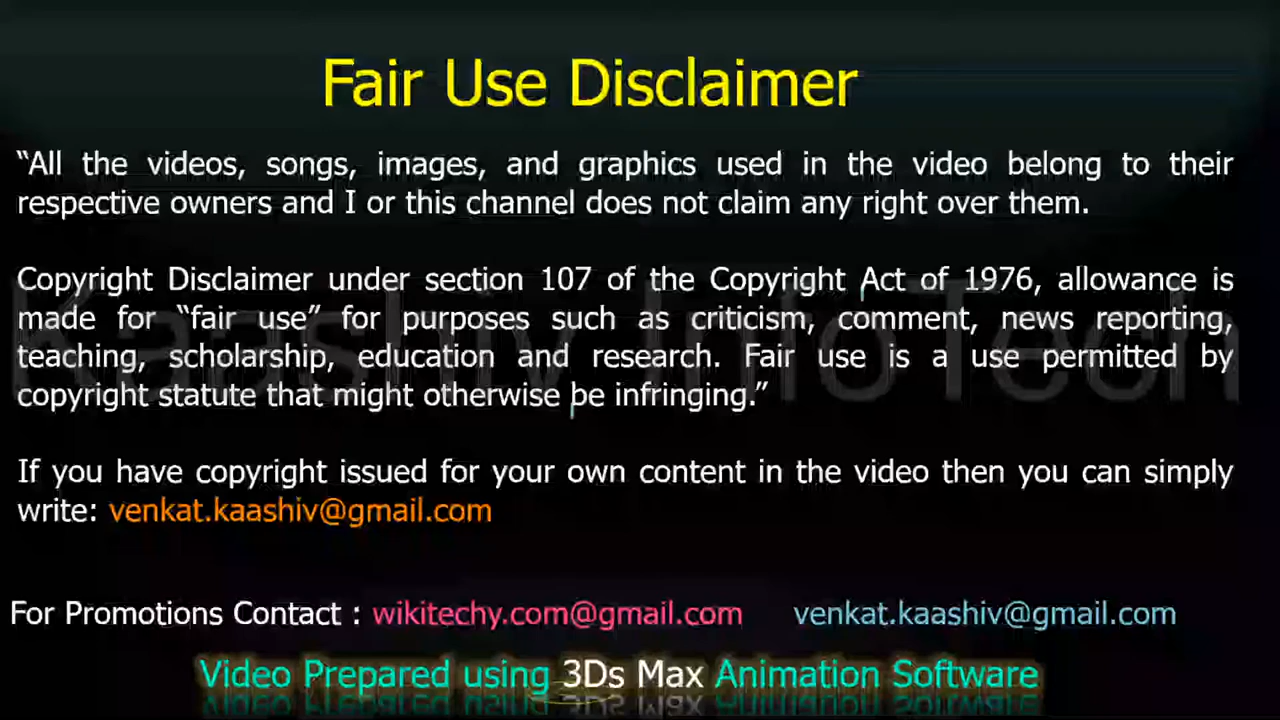 Fair Use Disclaimer
“All the videos, songs, images, and graphics used in the video belong to their
respective owners and I or this channel does not claim any right over them.
Copyright Disclaimer under section 107 of the Copyright Act of 1976, allowance is
made for “fair use” for purposes such as criticism, comment, news reporting,
teaching, scholarship, education and research. Fair use is a use permitted by
copyright statute that might otherwise be infringing.”
Kaashiv InfoTech
If you have copyright issued for your own content in the video then you can simply
write: venkat.kaashiv@gmail.com
For Promotions Contact : wikitechy.com@gmail.com venkat.kaashiv@gmail.com
Video Prepared using 3Ds Max Animation Software